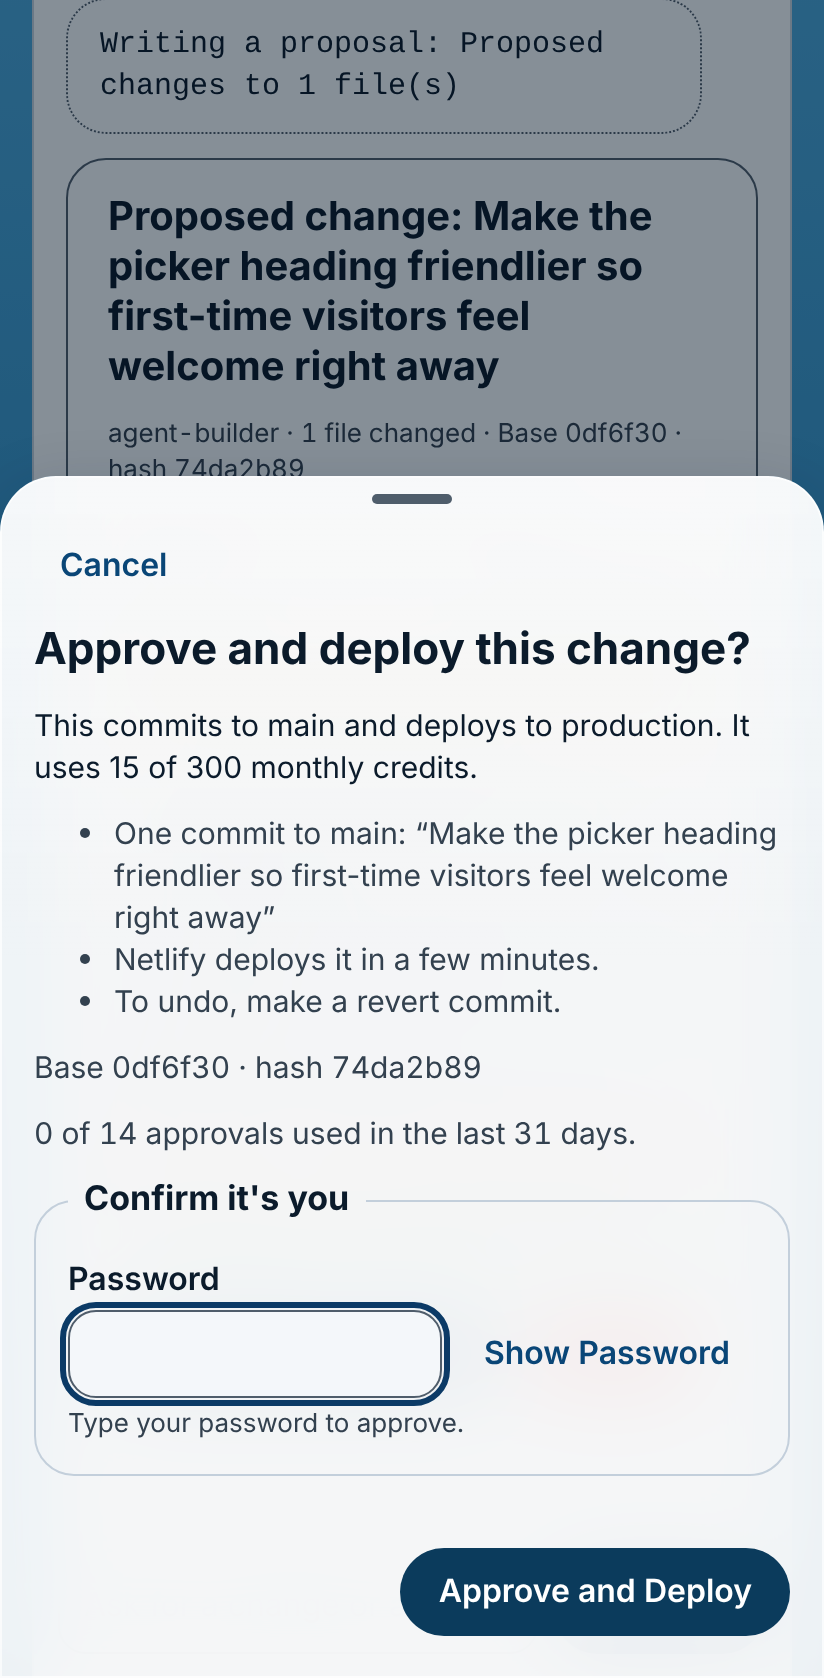 Writing a proposal: Proposed
changes to 1 file(s)
Proposed change: Make the
picker heading friendlier so
first-time visitors feel
welcome right away
agent-builder · 1 file changed · Base 0df6f30 ·
hash 74da2b89
Cancel
Approve and deploy this change?
This commits to main and deploys to production. It
uses 15 of 300 monthly credits.
• One commit to main: “Make the picker heading
friendlier so first-time visitors feel welcome
right away”
• Netlify deploys it in a few minutes.
• To undo, make a revert commit.
Base 0df6f30 · hash 74da2b89
0 of 14 approvals used in the last 31 days.
Confirm it's you
Password
Show Password
Type your password to approve.
Approve and Deploy